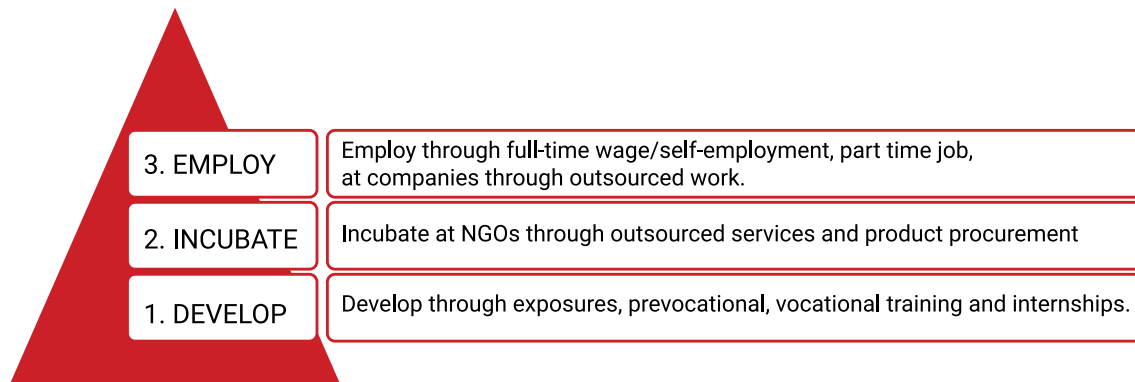 3. EMPLOY
Employ through full-time wage/self-employment, part time job,
at companies through outsourced work.
2. INCUBATE
Incubate at NGOs through outsourced services and product procurement
1. DEVELOP
Develop through exposures, prevocational, vocational training and internships.